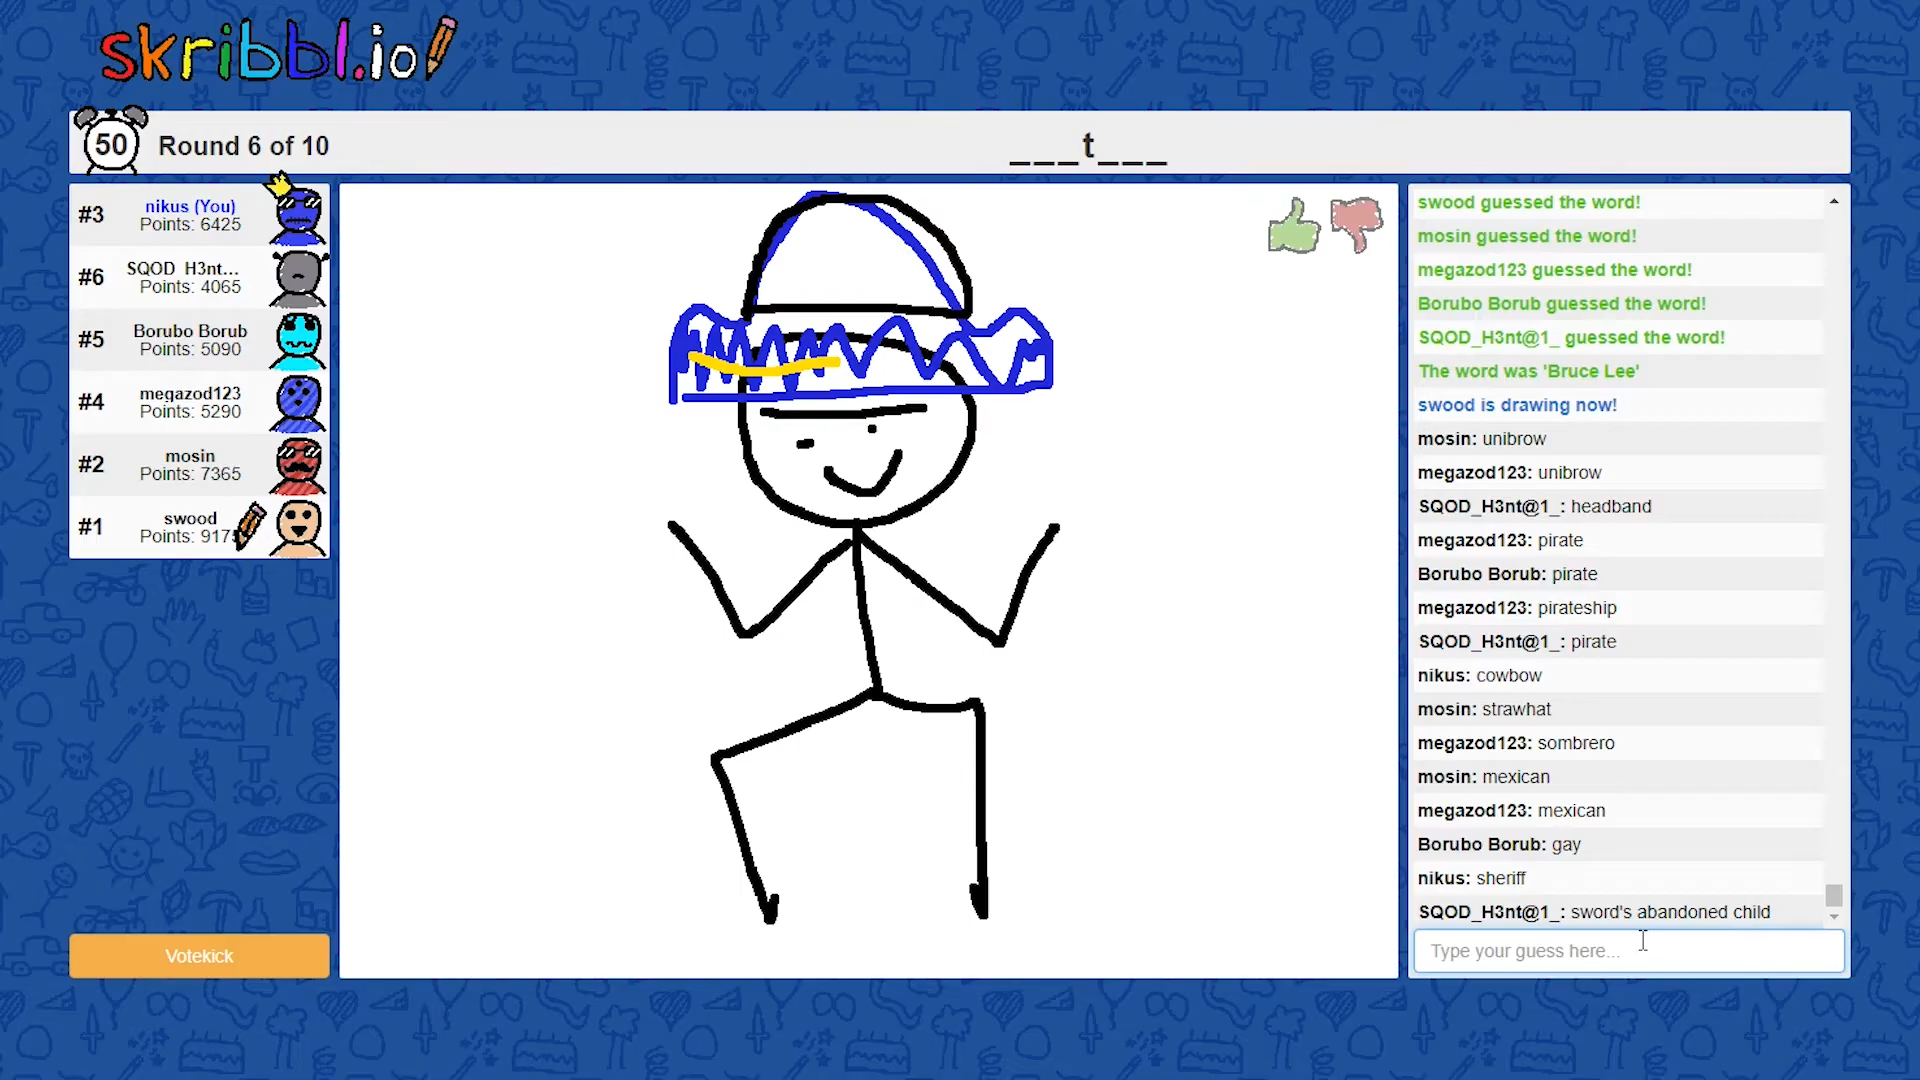 skribbl.io
50
Round 6 of 10
___t___
#3
nikus (You)
Points: 6425
#6
SQOD H3nt...
Points: 4065
#5
Borubo Borub
Points: 5090
#4
megazod123
Points: 5290
#2
mosin
Points: 7365
#1
swood
Points: 9175
Votekick
swood guessed the word!
mosin guessed the word!
megazod123 guessed the word!
Borubo Borub guessed the word!
SQOD_H3nt@1_ guessed the word!
The word was 'Bruce Lee'
swood is drawing now!
mosin: unibrow
megazod123: unibrow
SQOD_H3nt@1_: headband
megazod123: pirate
Borubo Borub: pirate
megazod123: pirateship
SQOD_H3nt@1_: pirate
nikus: cowbow
mosin: strawhat
megazod123: sombrero
mosin: mexican
megazod123: mexican
Borubo Borub: gay
nikus: sheriff
SQOD_H3nt@1_: sword's abandoned child
Type your guess here...